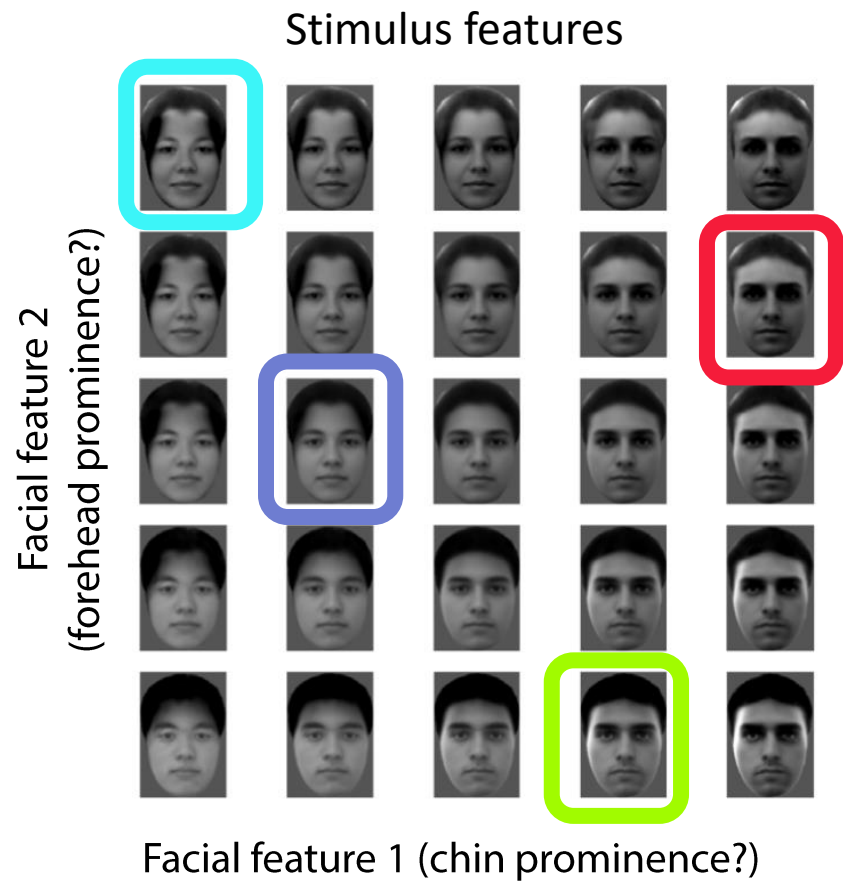 Stimulus features
Facial feature 2
(forehead prominence?)
Facial feature 1 (chin prominence?)